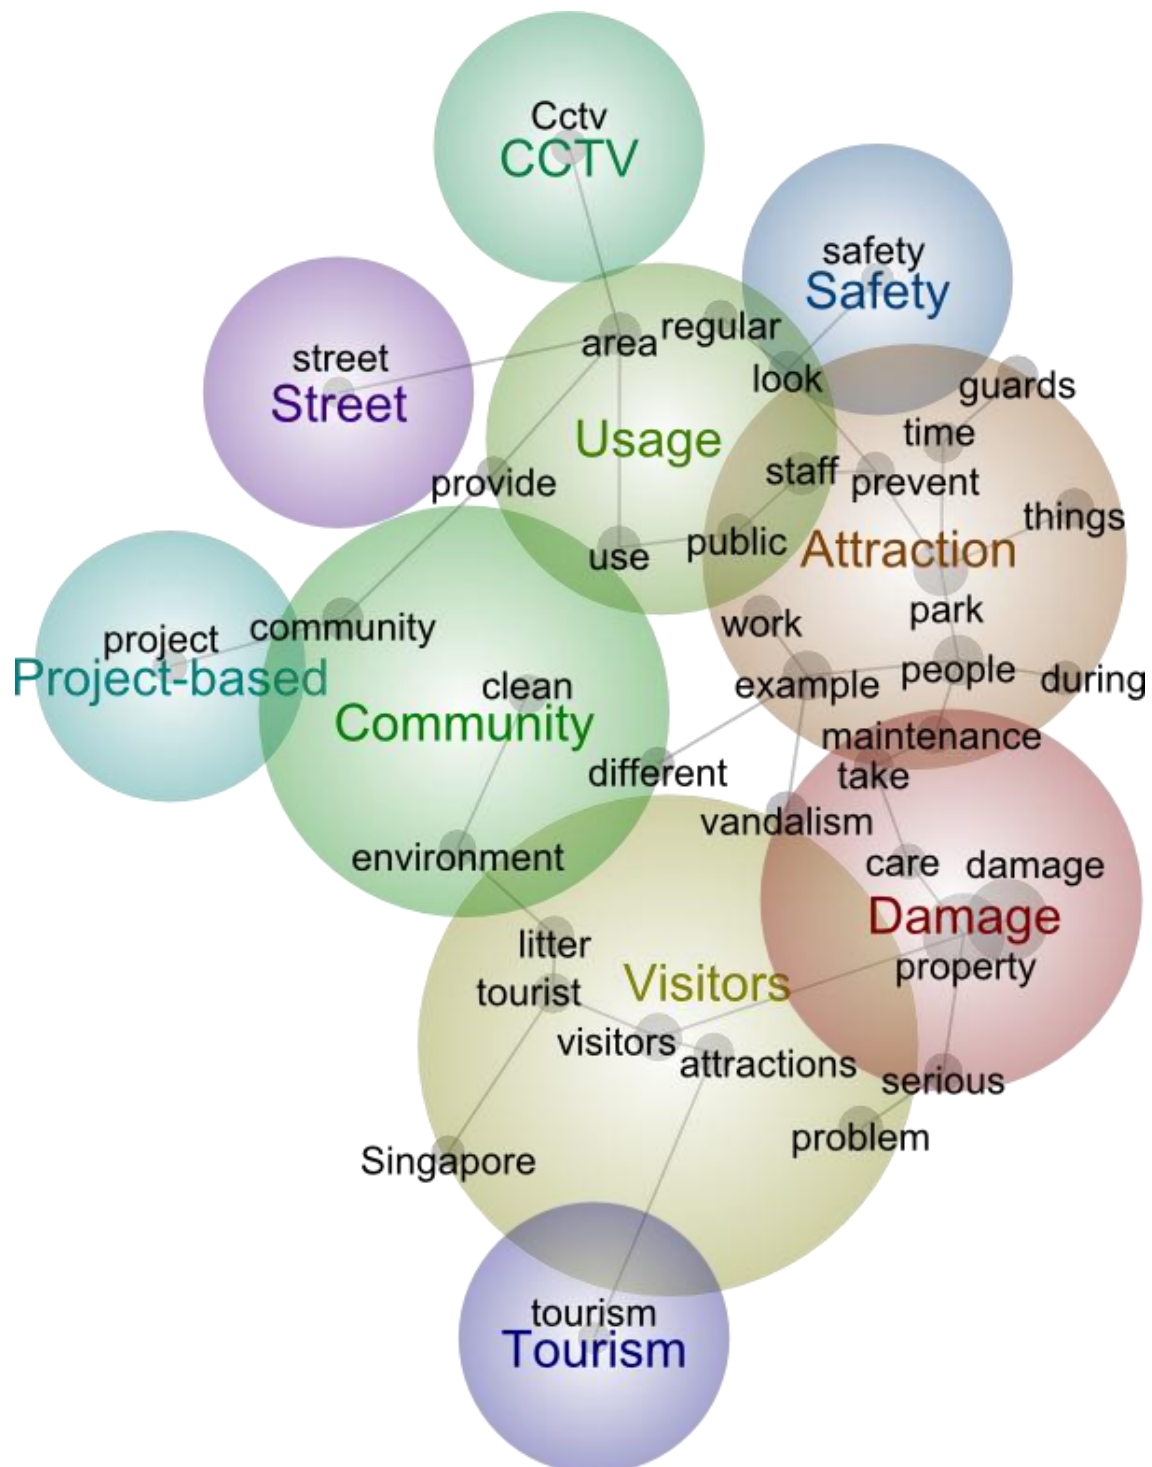 Cctv
CCTV
safety
Safety
street
Street
area
regular
look
guards
Usage
time
staff
prevent
provide
things
use
public
Attraction
work
park
project
community
Project-based
clean
Community
example
people
during
different
maintenance
take
vandalism
environment
care
damage
Damage
litter
property
tourist
Visitors
visitors
attractions
serious
problem
Singapore
tourism
Tourism